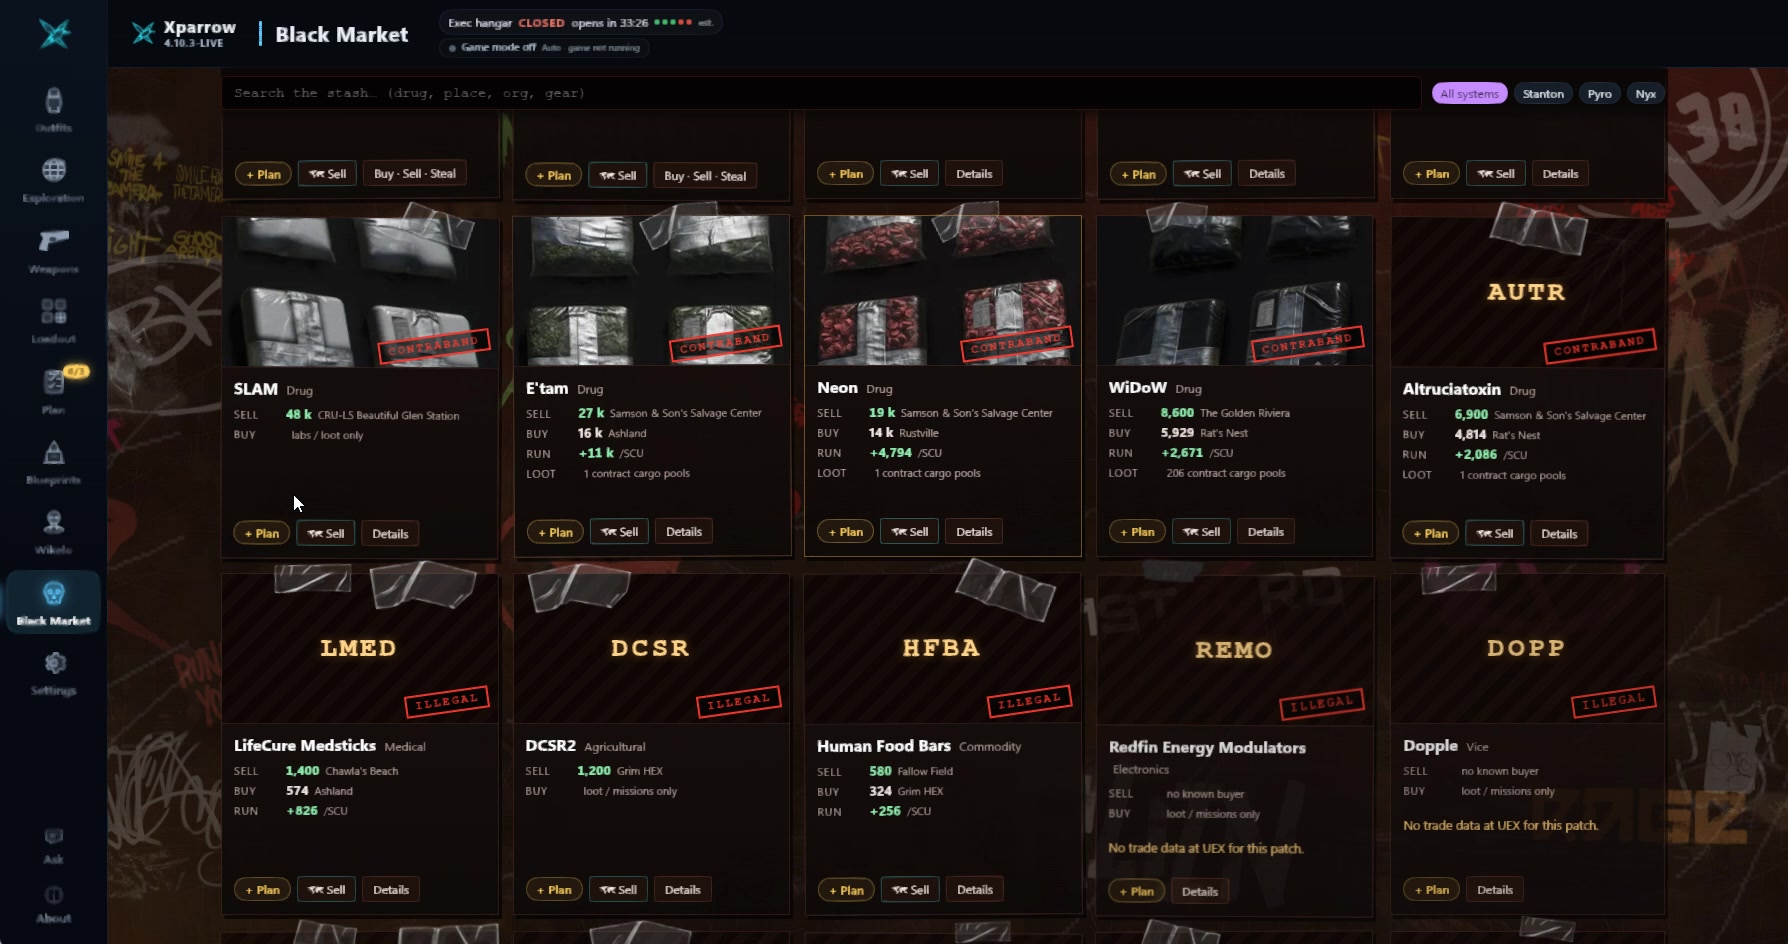 Xparrow
4.10.3-LIVE
Black Market
Exec hangar CLOSED opens in 33:26 est.
Game mode off Auto game not running
Search the stash… (drug, place, org, gear)
All systems Stanton Pyro Nyx
Outfits
Exploration
Weapons
Loadout
6/3
Plan
Blueprints
Wikelo
Black Market
Settings
Ask
About
+ Plan Sell Buy · Sell · Steal
+ Plan Sell Buy · Sell · Steal
+ Plan Sell Details
+ Plan Sell Details
+ Plan Sell Details
CONTRABAND
SLAM Drug
SELL 48 k CRU-L5 Beautiful Glen Station
BUY labs / loot only
+ Plan Sell Details
CONTRABAND
E'tam Drug
SELL 27 k Samson & Son's Salvage Center
BUY 16 k Ashland
RUN +11 k /SCU
LOOT 1 contract cargo pools
+ Plan Sell Details
CONTRABAND
Neon Drug
SELL 19 k Samson & Son's Salvage Center
BUY 14 k Rustville
RUN +4,794 /SCU
LOOT 1 contract cargo pools
+ Plan Sell Details
CONTRABAND
WiDoW Drug
SELL 8,600 The Golden Riviera
BUY 5,929 Rat's Nest
RUN +2,671 /SCU
LOOT 206 contract cargo pools
+ Plan Sell Details
AUTR
CONTRABAND
Altruciatoxin Drug
SELL 6,900 Samson & Son's Salvage Center
BUY 4,814 Rat's Nest
RUN +2,086 /SCU
LOOT 1 contract cargo pools
+ Plan Sell Details
LMED
ILLEGAL
LifeCure Medsticks Medical
SELL 1,400 Chawla's Beach
BUY 574 Ashland
RUN +826 /SCU
+ Plan Sell Details
DCSR
ILLEGAL
DCSR2 Agricultural
SELL 1,200 Grim HEX
BUY loot / missions only
+ Plan Sell Details
HFBA
ILLEGAL
Human Food Bars Commodity
SELL 580 Fallow Field
BUY 324 Grim HEX
RUN +256 /SCU
+ Plan Sell Details
REMO
ILLEGAL
Redfin Energy Modulators
Electronics
SELL no known buyer
BUY loot / missions only
No trade data at UEX for this patch.
+ Plan Details
DOPP
ILLEGAL
Dopple Vice
SELL no known buyer
BUY loot / missions only
No trade data at UEX for this patch.
+ Plan Details